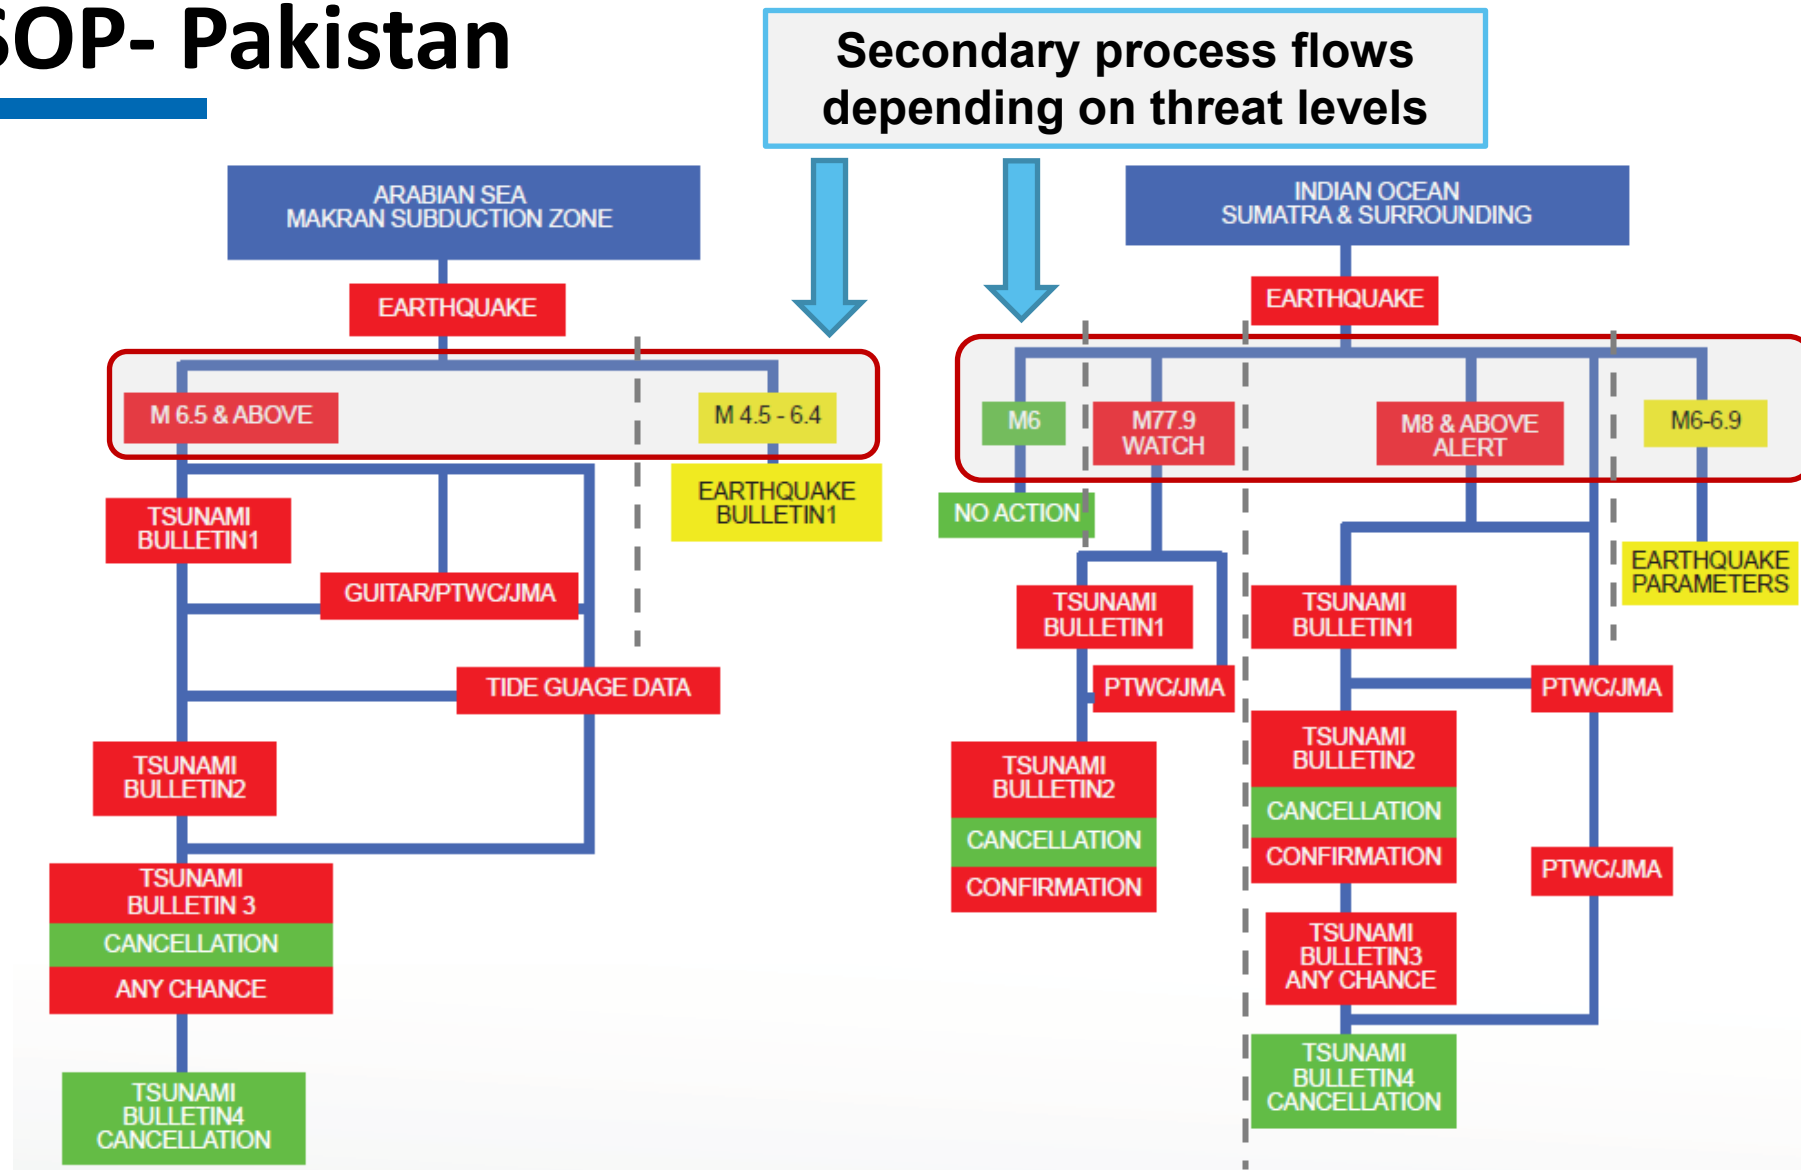 SOP- Pakistan
Secondary process flows
depending on threat levels
ARABIAN SEA
MAKRAN SUBDUCTION ZONE
EARTHQUAKE
M 6.5 & ABOVE
M 4.5 - 6.4
TSUNAMI
BULLETIN1
EARTHQUAKE
BULLETIN1
GUITAR/PTWC/JMA
TIDE GUAGE DATA
TSUNAMI
BULLETIN2
TSUNAMI
BULLETIN 3
CANCELLATION
ANY CHANCE
TSUNAMI
BULLETIN4
CANCELLATION
INDIAN OCEAN
SUMATRA & SURROUNDING
EARTHQUAKE
M6
M77.9
WATCH
M8 & ABOVE
ALERT
M6-6.9
NO ACTION
EARTHQUAKE
PARAMETERS
TSUNAMI
BULLETIN1
PTWC/JMA
TSUNAMI
BULLETIN2
CANCELLATION
CONFIRMATION
TSUNAMI
BULLETIN1
PTWC/JMA
TSUNAMI
BULLETIN2
CANCELLATION
CONFIRMATION
PTWC/JMA
TSUNAMI
BULLETIN3
ANY CHANCE
TSUNAMI
BULLETIN4
CANCELLATION